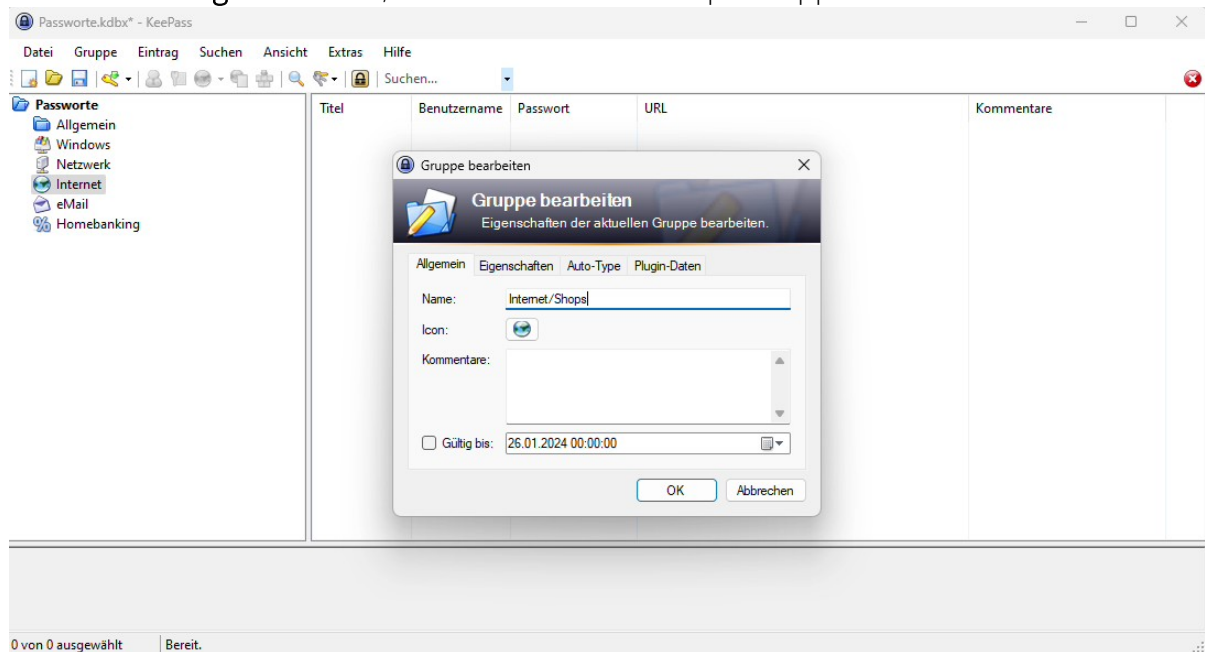 Passworte.kdbx* - KeePass
Datei Gruppe Eintrag Suchen Ansicht Extras Hilfe
Suchen...
Passworte
Allgemein
Windows
Netzwerk
Internet
eMail
Homebanking
Titel Benutzername Passwort URL Kommentare
Gruppe bearbeiten
Gruppe bearbeiten
Eigenschaften der aktuellen Gruppe bearbeiten.
Allgemein Eigenschaften Auto-Type Plugin-Daten
Name: Internet/Shops
Icon:
Kommentare:
Gültig bis: 26.01.2024 00:00:00
OK Abbrechen
0 von 0 ausgewählt Bereit.